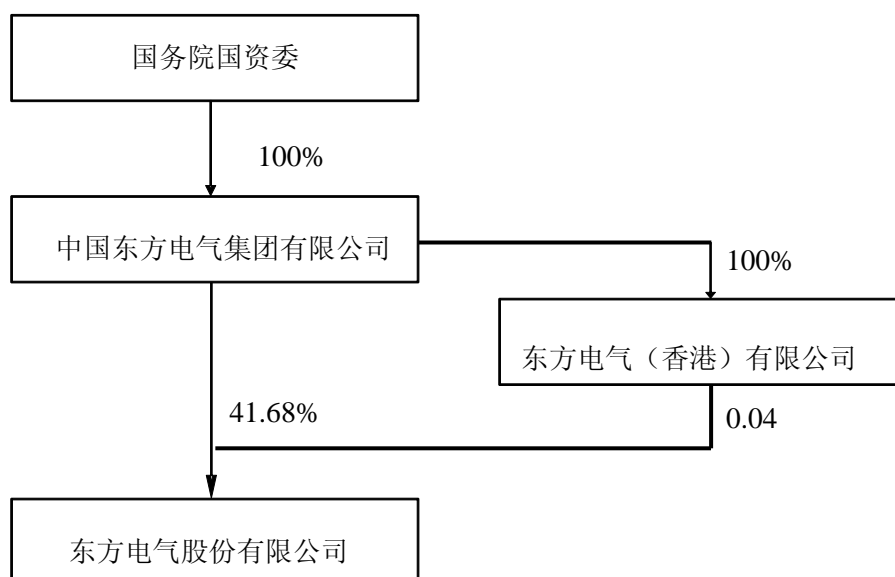 国务院国资委
100%
中国东方电气集团有限公司
100%
东方电气（香港）有限公司
41.68%
0.04
东方电气股份有限公司